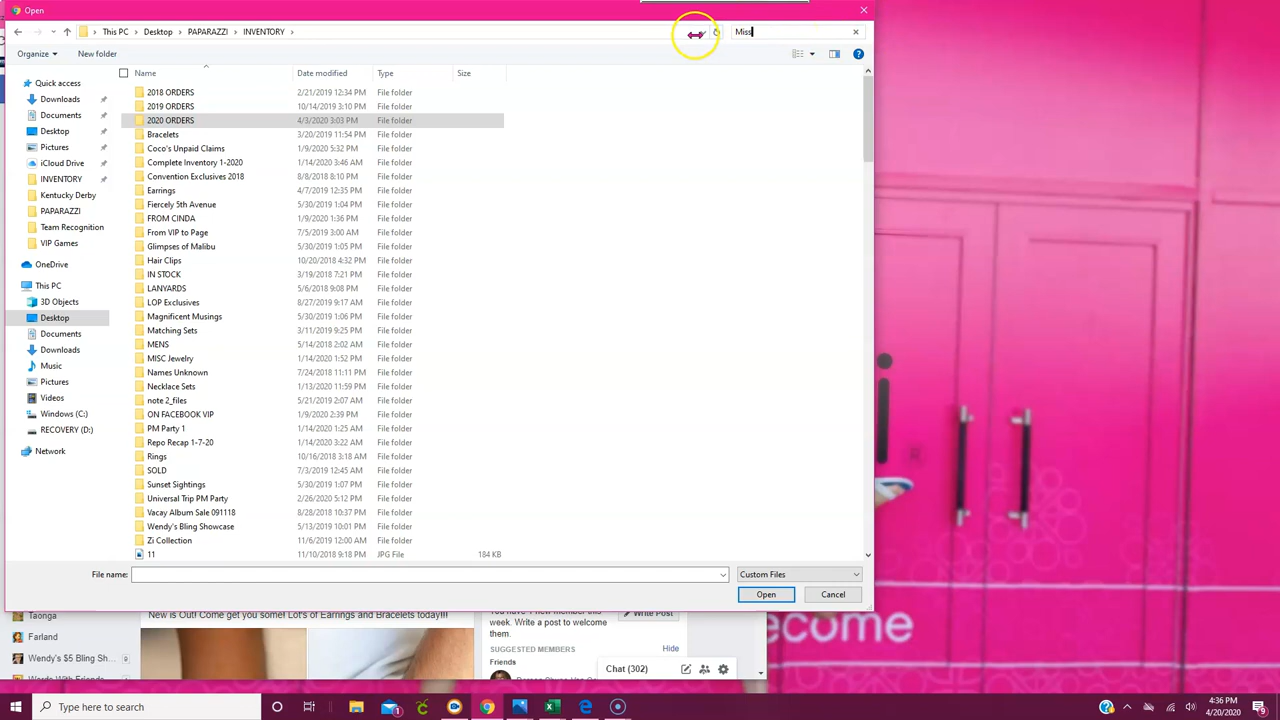 Open
This PC > Desktop > PAPARAZZI > INVENTORY >
Miss
Organize
New folder
Name
Date modified
Type
Size
Quick access
Downloads
Documents
Desktop
Pictures
iCloud Drive
INVENTORY
Kentucky Derby
PAPARAZZI
Team Recognition
VIP Games
OneDrive
This PC
3D Objects
Desktop
Documents
Downloads
Music
Pictures
Videos
Windows (C:)
RECOVERY (D:)
Network
2018 ORDERS 2/21/2019 12:34 PM File folder
2019 ORDERS 10/14/2019 3:10 PM File folder
2020 ORDERS 4/3/2020 3:03 PM File folder
Bracelets 3/20/2019 11:54 PM File folder
Coco's Unpaid Claims 1/9/2020 5:32 PM File folder
Complete Inventory 1-2020 1/14/2020 3:46 AM File folder
Convention Exclusives 2018 8/8/2018 8:10 PM File folder
Earrings 4/7/2019 12:35 PM File folder
Fiercely 5th Avenue 5/30/2019 1:04 PM File folder
FROM CINDA 1/9/2020 1:36 PM File folder
From VIP to Page 7/5/2019 3:00 AM File folder
Glimpses of Malibu 5/30/2019 1:05 PM File folder
Hair Clips 10/20/2018 4:32 PM File folder
IN STOCK 3/19/2018 7:21 PM File folder
LANYARDS 5/6/2018 9:08 PM File folder
LOP Exclusives 8/27/2019 9:17 AM File folder
Magnificent Musings 5/30/2019 1:06 PM File folder
Matching Sets 3/11/2019 9:25 PM File folder
MENS 5/14/2018 2:02 AM File folder
MISC Jewelry 1/14/2020 1:52 PM File folder
Names Unknown 7/24/2018 11:11 PM File folder
Necklace Sets 1/13/2020 11:59 PM File folder
note 2_files 5/21/2019 2:07 AM File folder
ON FACEBOOK VIP 1/9/2020 2:39 PM File folder
PM Party 1 1/14/2020 1:25 AM File folder
Repo Recap 1-7-20 1/14/2020 3:22 AM File folder
Rings 10/16/2018 3:18 AM File folder
SOLD 7/3/2019 12:45 AM File folder
Sunset Sightings 5/30/2019 1:07 PM File folder
Universal Trip PM Party 2/26/2020 5:12 PM File folder
Vacay Album Sale 091118 8/28/2018 10:37 PM File folder
Wendy's Bling Showcase 5/13/2019 10:01 PM File folder
Zi Collection 11/6/2019 12:00 AM File folder
11 11/10/2018 9:18 PM JPG File 184 KB
File name:
Custom Files
Open
Cancel
Taonga
Farland
Wendy's $5 Bling Sh...
New is Out! Come get you some! Lot's of Earrings and Bracelets today!!!
You have 1 new member this
week. Write a post to welcome
them.
Write Post
Hide
SUGGESTED MEMBERS
Friends
Chat (302)
ecome
Type here to search
4:36 PM
4/20/2020